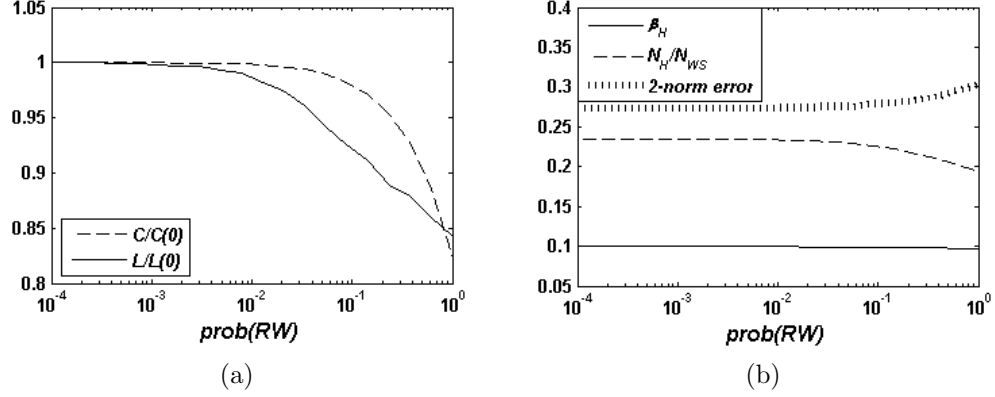 1.05
1
0.95
0.9
0.85
0.8
C/C(0)
L/L(0)
10^-4
10^-3
10^-2
10^-1
10^0
prob(RW)
(a)
0.4
0.35
0.3
0.25
0.2
0.15
0.1
0.05
β_H
N_H/N_WS
2-norm error
10^-4
10^-3
10^-2
10^-1
10^0
prob(RW)
(b)